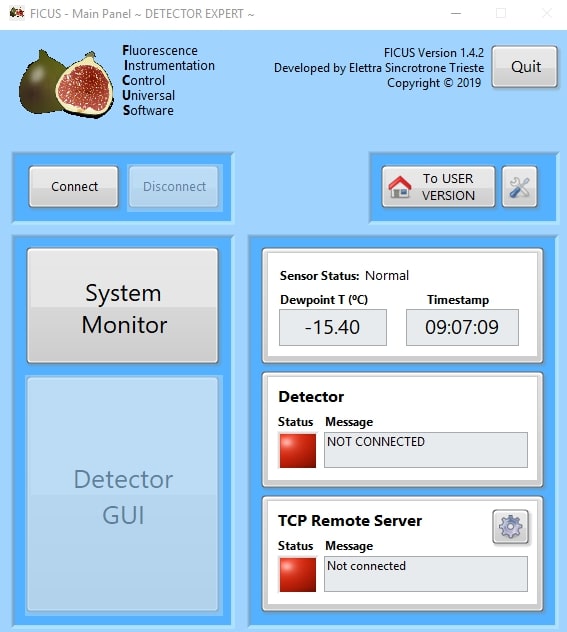 FICUS - Main Panel ~ DETECTOR EXPERT ~
Fluorescence
Instrumentation
Control
Universal
Software
FICUS Version 1.4.2
Developed by Elettra Sincrotrone Trieste
Copyright © 2019
Quit
Connect
Disconnect
To USER
VERSION
System
Monitor
Detector
GUI
Sensor Status: Normal
Dewpoint T (ºC)
Timestamp
-15.40
09:07:09
Detector
Status Message
NOT CONNECTED
TCP Remote Server
Status Message
Not connected